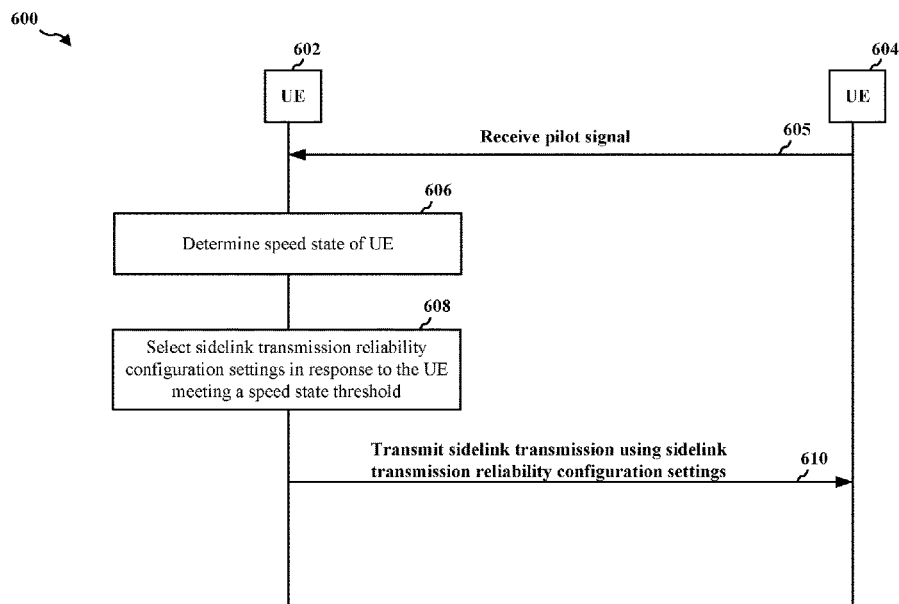 600
602
604
UE
UE
Receive pilot signal
605
606
Determine speed state of UE
608
Select sidelink transmission reliability
configuration settings in response to the UE
meeting a speed state threshold
Transmit sidelink transmission using sidelink
transmission reliability configuration settings
610